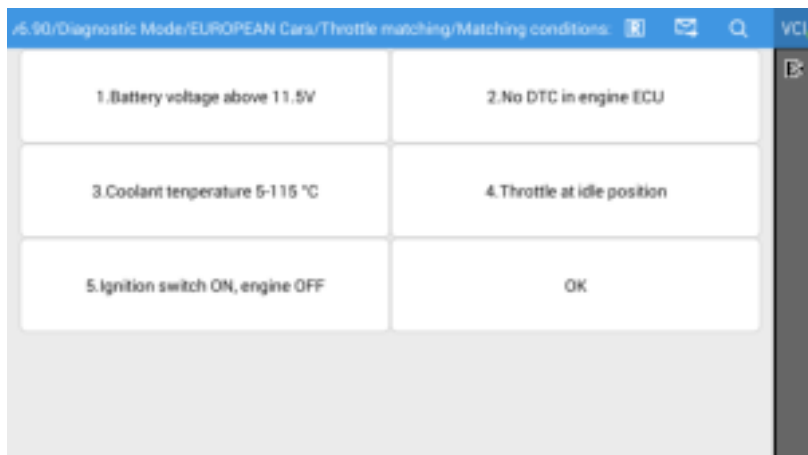 v6.90/Diagnostic Mode/EUROPEAN Cars/Throttle matching/Matching conditions: R VCI
1.Battery voltage above 11.5V 2.No DTC in engine ECU
3.Coolant tenperature 5-115 °C 4.Throttle at idle position
5.Ignition switch ON, engine OFF OK